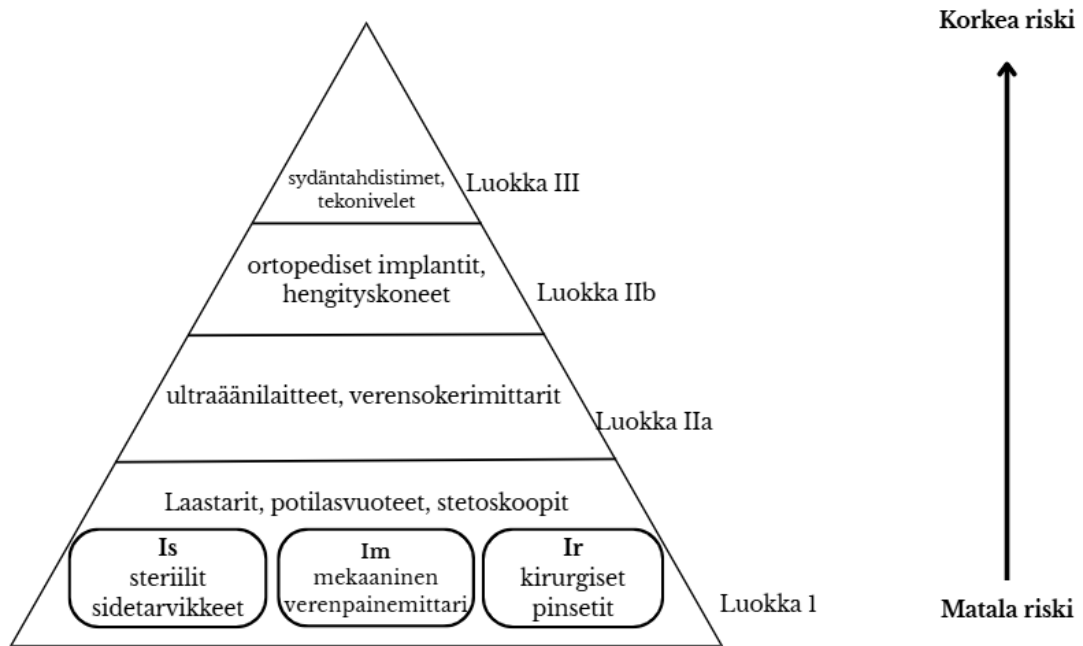 Korkea riski
sydäntahdistimet,
tekonivelet
Luokka III
ortopediset implantit,
hengityskoneet
Luokka IIb
ultraäänilaitteet, verensokerimittarit
Luokka IIa
Laastarit, potilasvuoteet, stetoskoopit
Is
steriilit
sidetarvikkeet
Im
mekaaninen
verenpainemittari
Ir
kirurgiset
pinsetit
Luokka 1
Matala riski